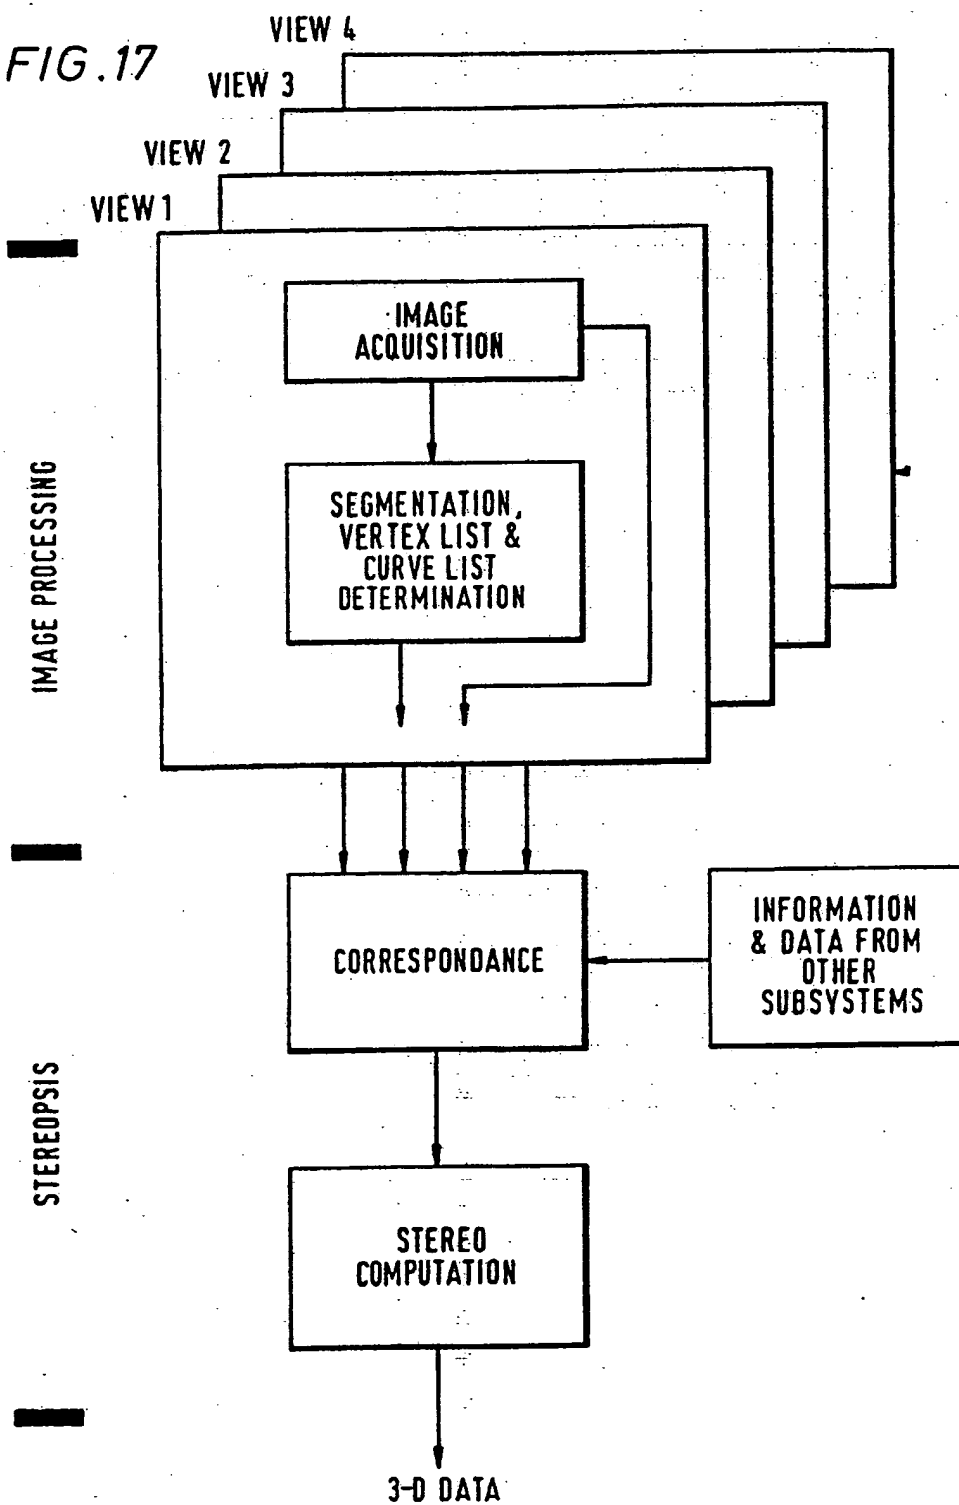 FIG.17
VIEW 4
VIEW 3
VIEW 2
VIEW 1
IMAGE PROCESSING
IMAGE
ACQUISITION
SEGMENTATION,
VERTEX LIST &
CURVE LIST
DETERMINATION
STEREOPSIS
CORRESPONDANCE
INFORMATION
& DATA FROM
OTHER
SUBSYSTEMS
STEREO
COMPUTATION
3-D DATA